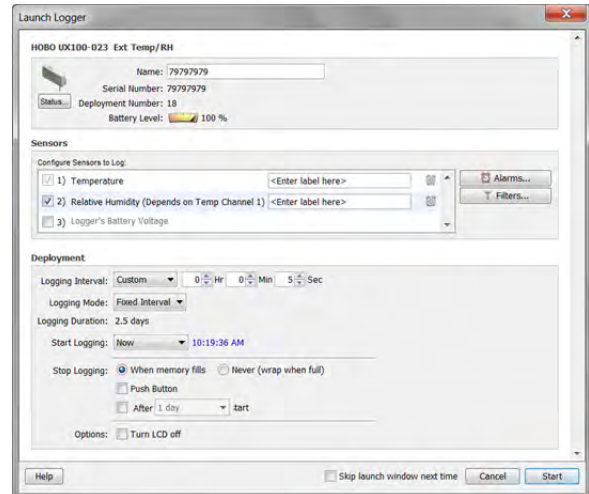 Launch Logger
HOBO UX100-023 Ext Temp/RH
Name: 79797979
Serial Number: 79797979
Status... Deployment Number: 18
Battery Level: 100 %
Sensors
Configure Sensors to Log:
1) Temperature <Enter label here>
Alarms...
2) Relative Humidity (Depends on Temp Channel 1) <Enter label here>
Filters...
3) Logger's Battery Voltage
Deployment
Logging Interval: Custom 0 Hr 0 Min 5 Sec
Logging Mode: Fixed Interval
Logging Duration: 2.5 days
Start Logging: Now 10:19:36 AM
Stop Logging: When memory fills Never (wrap when full)
Push Button
After 1 day tart
Options: Turn LCD off
Help Skip launch window next time Cancel Start